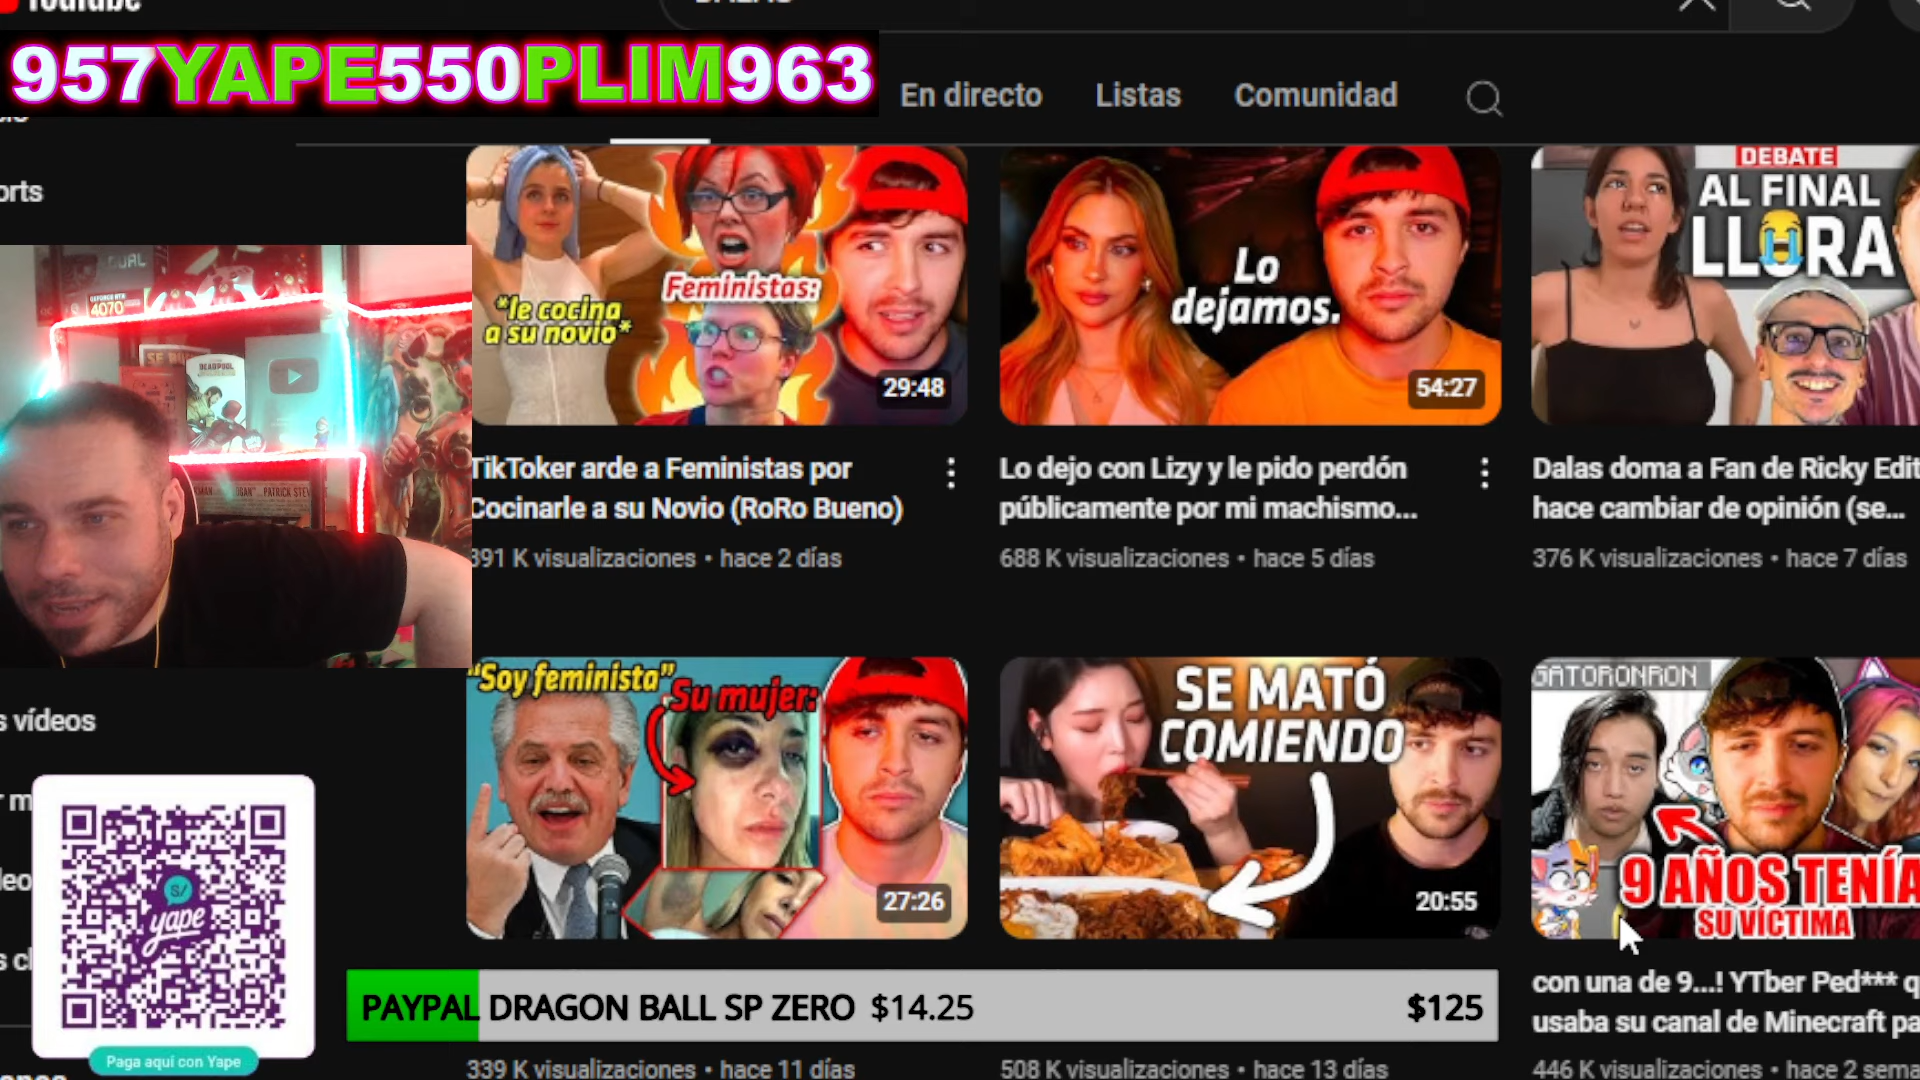 YouTube
957YAPE550PLIM963
En directo
Listas
Comunidad
orts
GEFORCE RTX
4070
DEADPOOL
*le cocina
a su novio*
Feministas:
29:48
Lo
dejamos.
54:27
DEBATE
AL FINAL
LLORA
TikToker arde a Feministas por
Cocinarle a su Novio (RoRo Bueno)
391 K visualizaciones • hace 2 días
Lo dejo con Lizy y le pido perdón
públicamente por mi machismo...
688 K visualizaciones • hace 5 días
Dalas doma a Fan de Ricky Edit
hace cambiar de opinión (se...
376 K visualizaciones • hace 7 días
"Soy feminista"
Su mujer:
27:26
SE MATÓ
COMIENDO
20:55
GATORONRON
9 AÑOS TENÍA
SU VÍCTIMA
s vídeos
S/
yape
Paga aquí con Yape
PAYPAL DRAGON BALL SP ZERO $14.25
$125
con una de 9...! YTber Ped*** q
usaba su canal de Minecraft pa
339 K visualizaciones • hace 11 días
508 K visualizaciones • hace 13 días
446 K visualizaciones • hace 2 sema